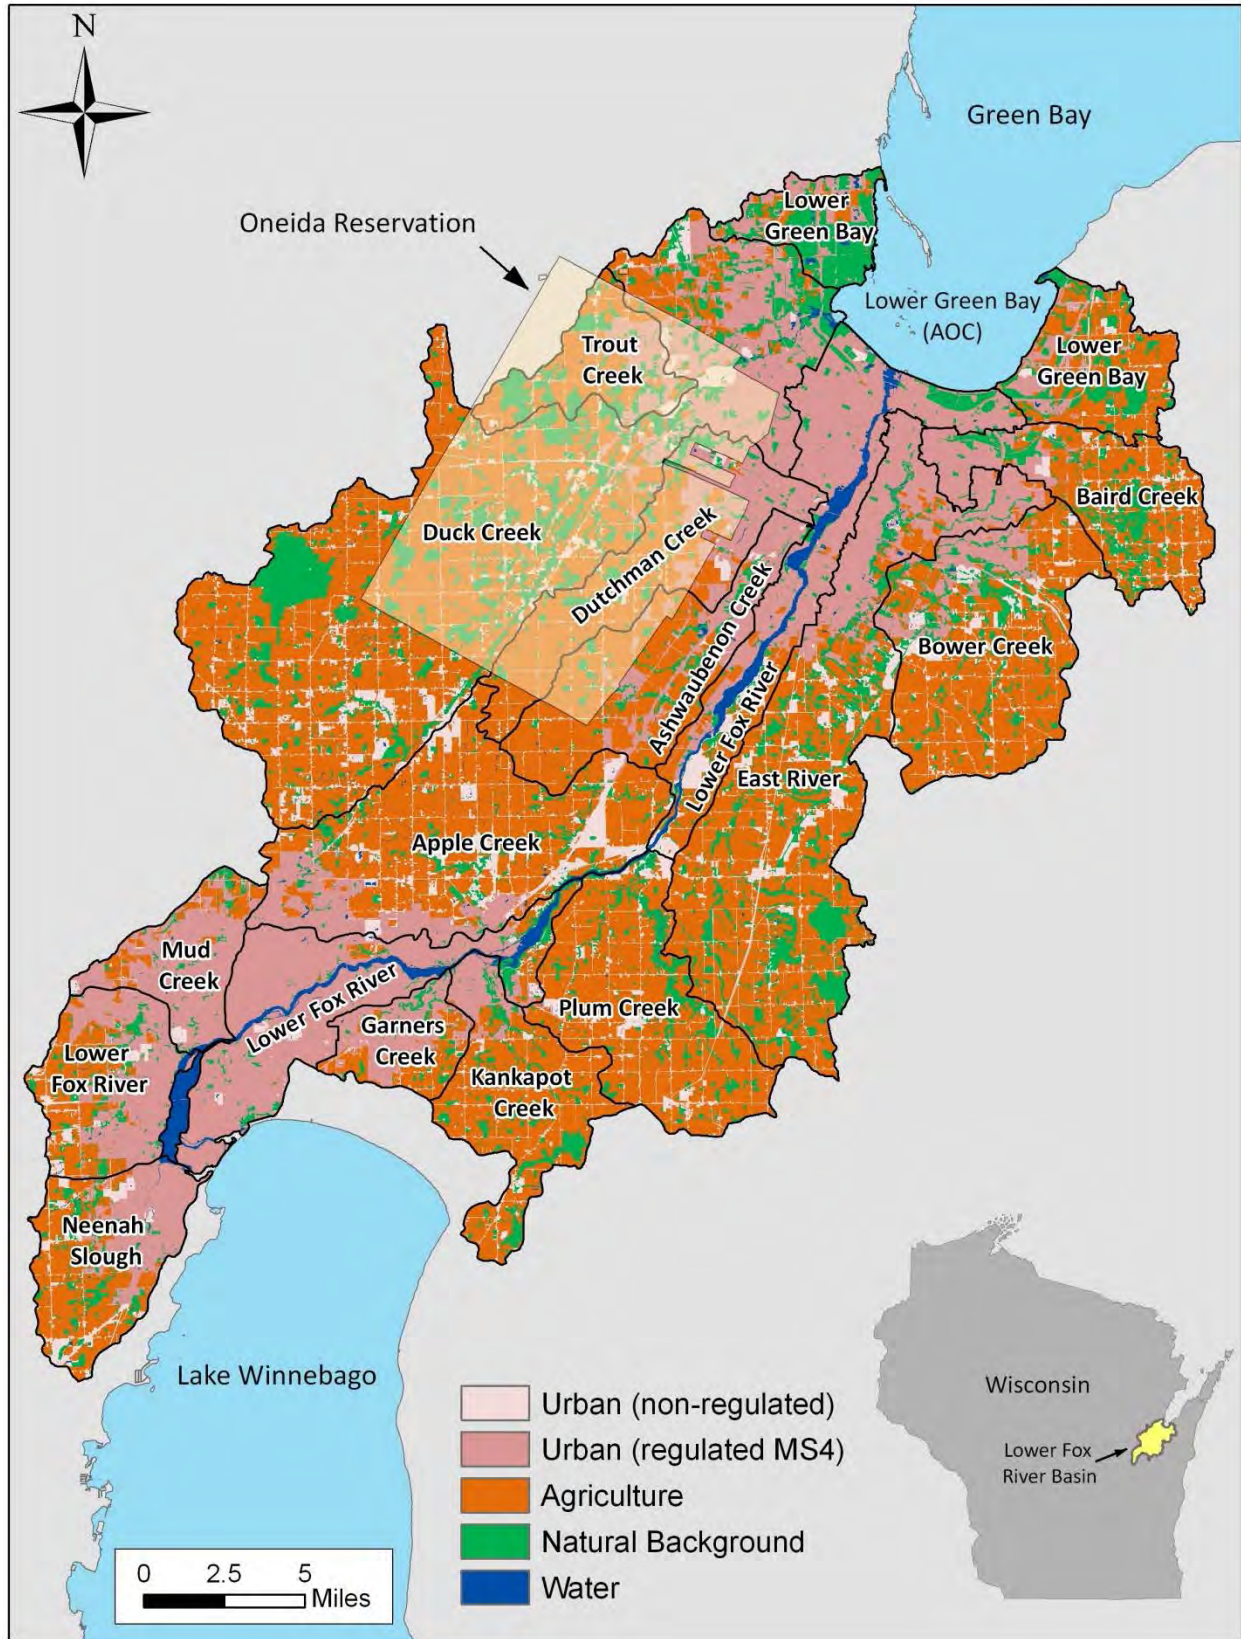 N
Green Bay
Lower
Green Bay
Oneida Reservation
Lower Green Bay
(AOC)
Trout
Creek
Lower
Green Bay
Baird Creek
Duck Creek
Dutchman Creek
Ashwaubenon Creek
Bower Creek
Lower Fox River
East River
Apple Creek
Mud
Creek
Lower Fox River
Plum Creek
Garners
Creek
Lower
Fox River
Kankapot
Creek
Neenah
Slough
Lake Winnebago
Urban (non-regulated)
Urban (regulated MS4)
Agriculture
Natural Background
Water
0 2.5 5
Miles
Wisconsin
Lower Fox
River Basin